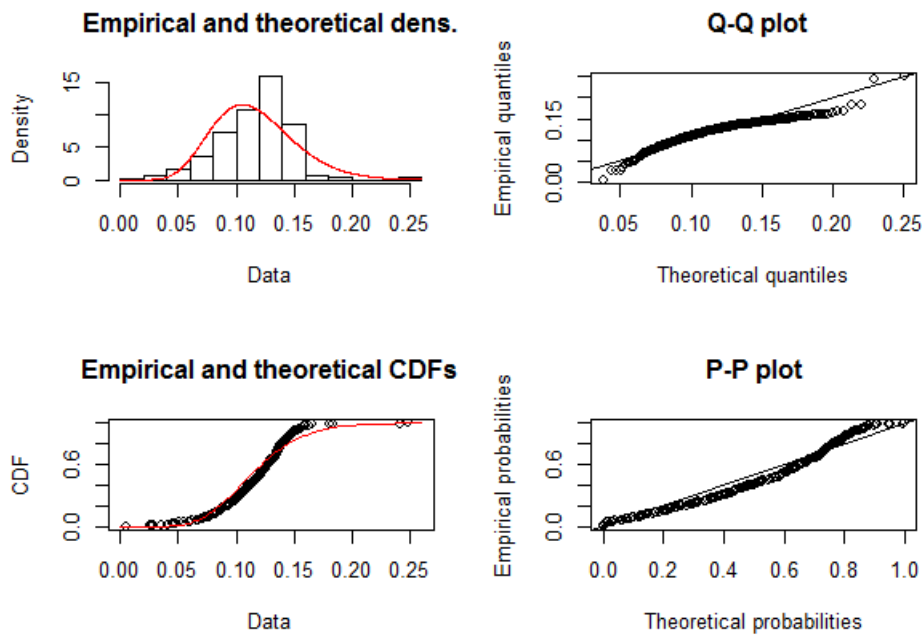 Empirical and theoretical dens.
Density
0 5 15
0.00 0.05 0.10 0.15 0.20 0.25
Data
Q-Q plot
Empirical quantiles
0.00 0.15
0.05 0.10 0.15 0.20 0.25
Theoretical quantiles
Empirical and theoretical CDFs
CDF
0.0 0.6
0.00 0.05 0.10 0.15 0.20 0.25
Data
P-P plot
Empirical probabilities
0.0 0.6
0.0 0.2 0.4 0.6 0.8 1.0
Theoretical probabilities